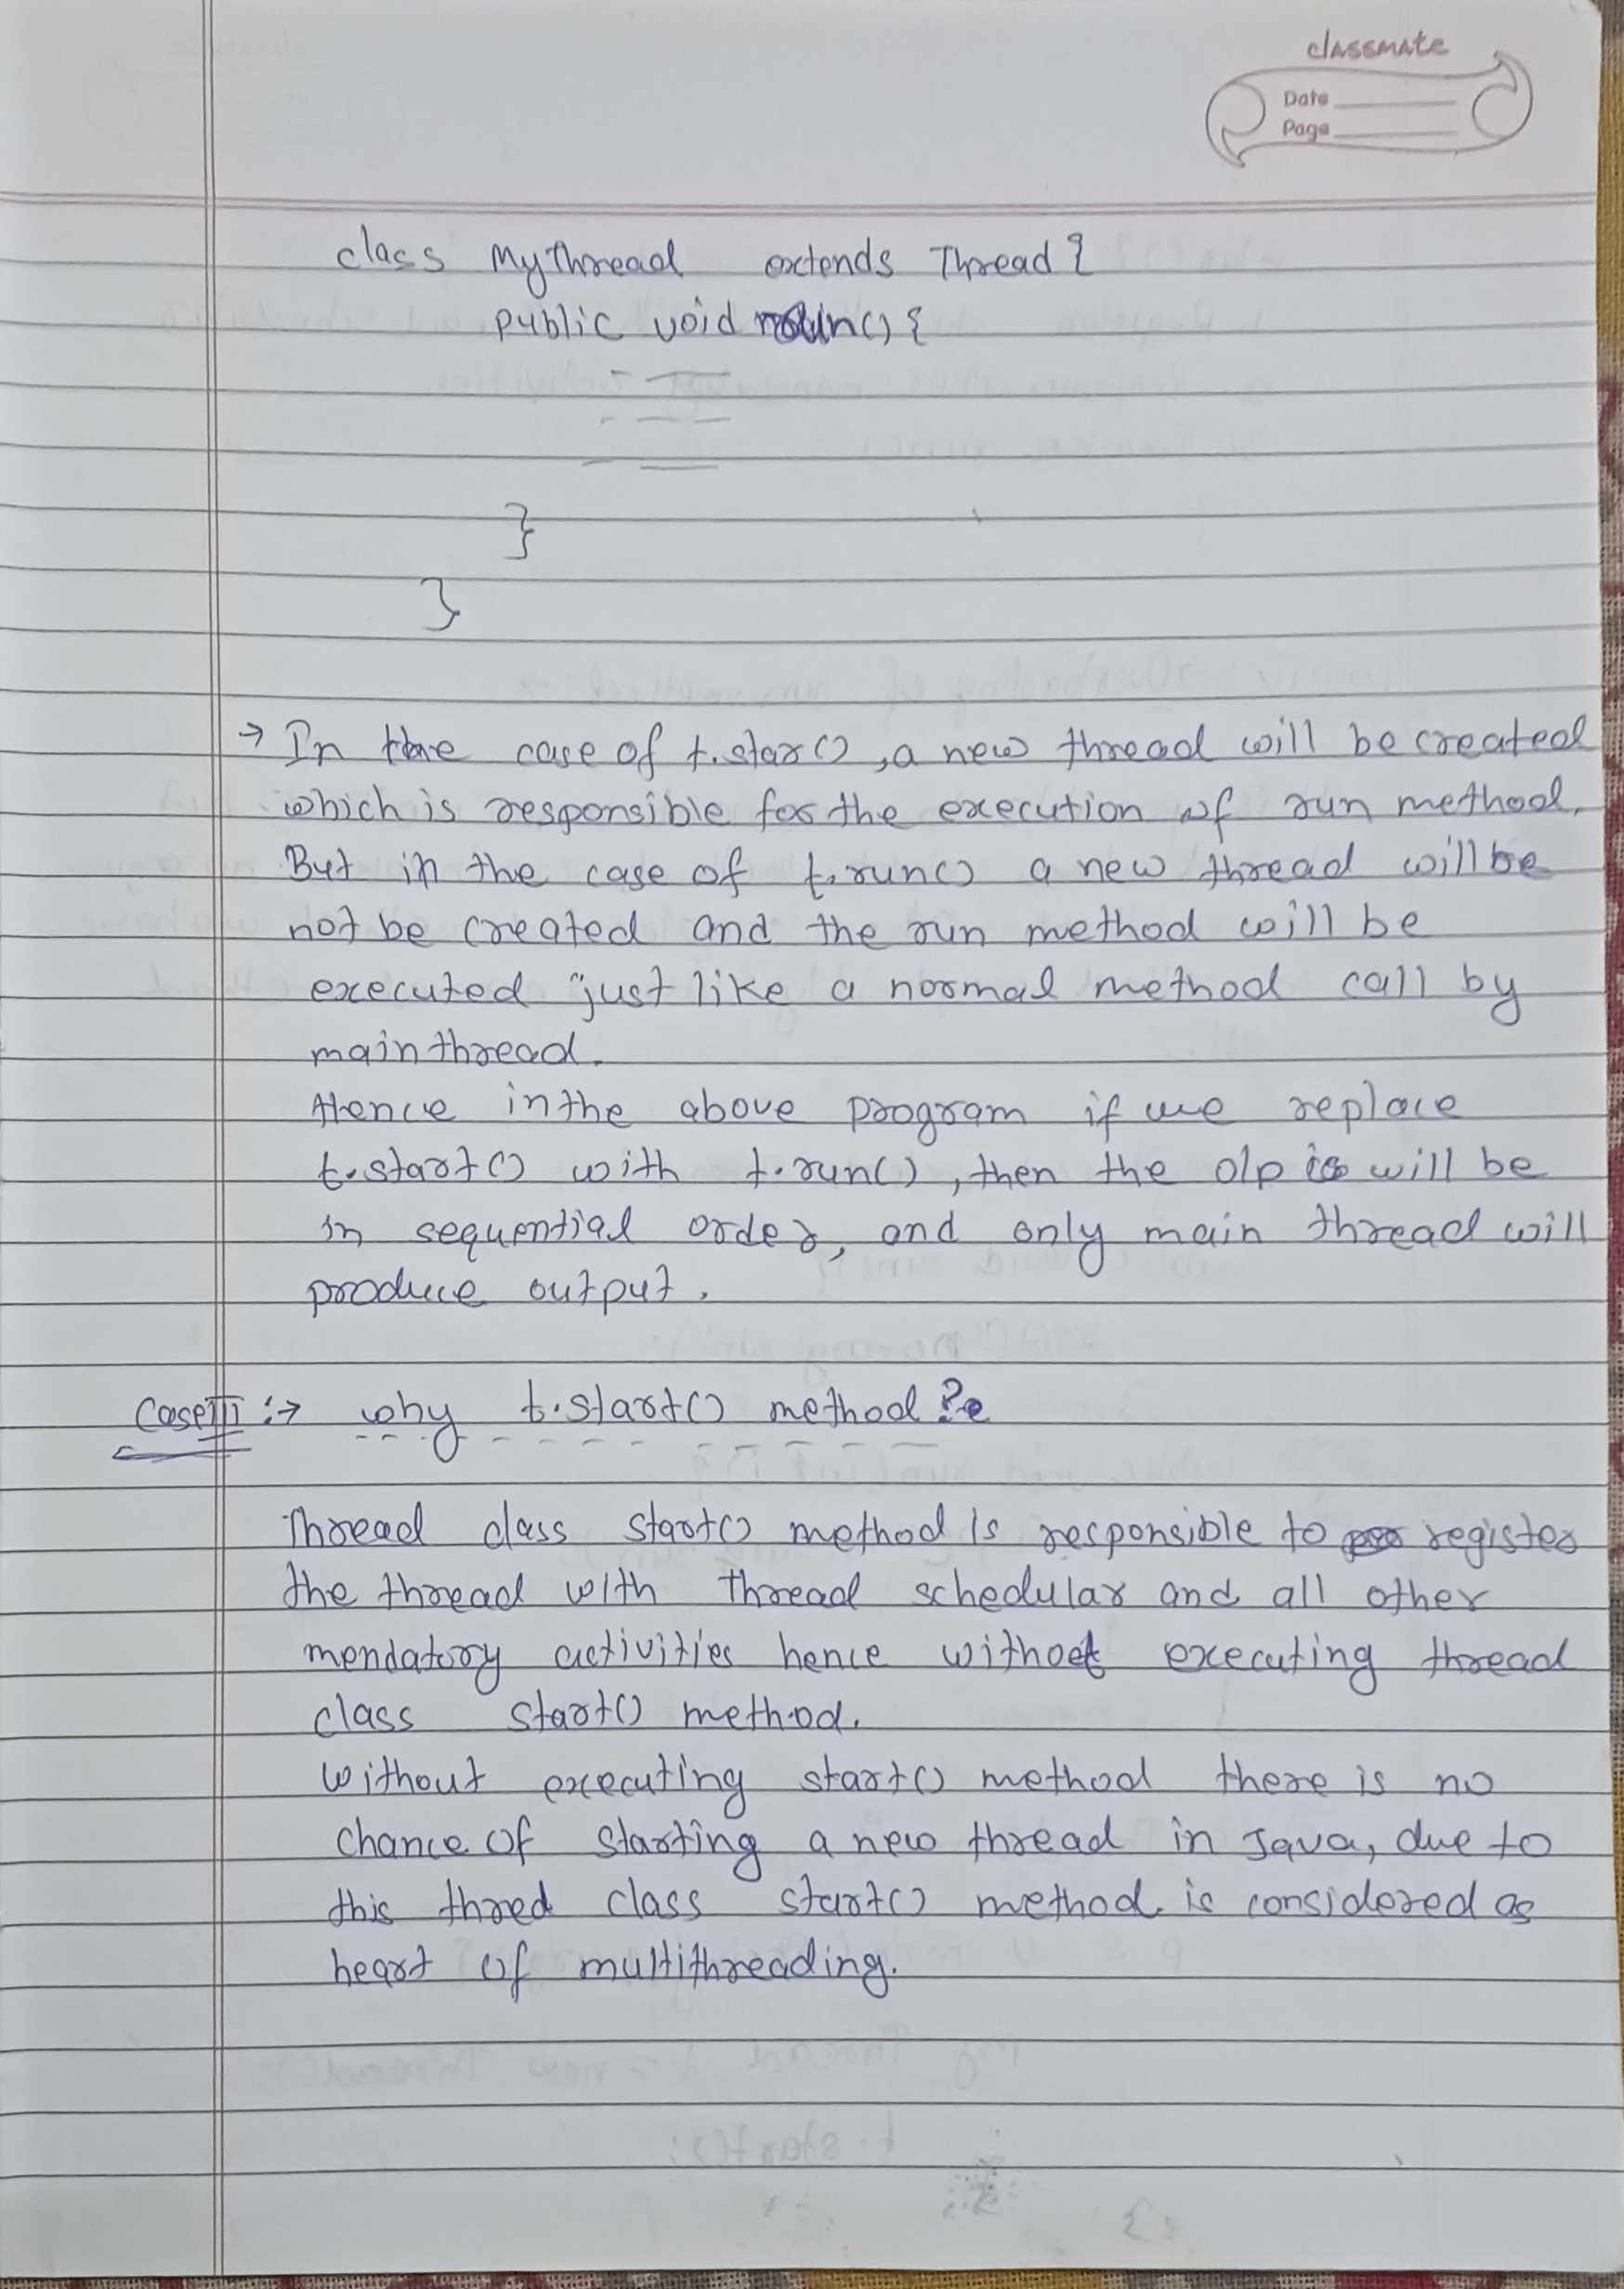 classmate
Date
Page
class MyThread extends Thread {
public void run() {
}
}
→ In the case of t.star(), a new thread will be created
which is responsible for the execution of run method.
But in the case of t.run() a new thread will be
not be created and the run method will be
executed just like a normal method call by
main thread.
Hence in the above program if we replace
t.start() with t.run(), then the o/p is will be
in sequential order, and only main thread will
produce output.
Case III :→ why t.start() method ?
Thread class start() method is responsible to register
the thread with thread schedular and all other
mendatory activities hence without executing thread
class start() method.
without executing start() method there is no
chance of starting a new thread in Java, due to
this thred class start() method is considered as
heart of multithreading.